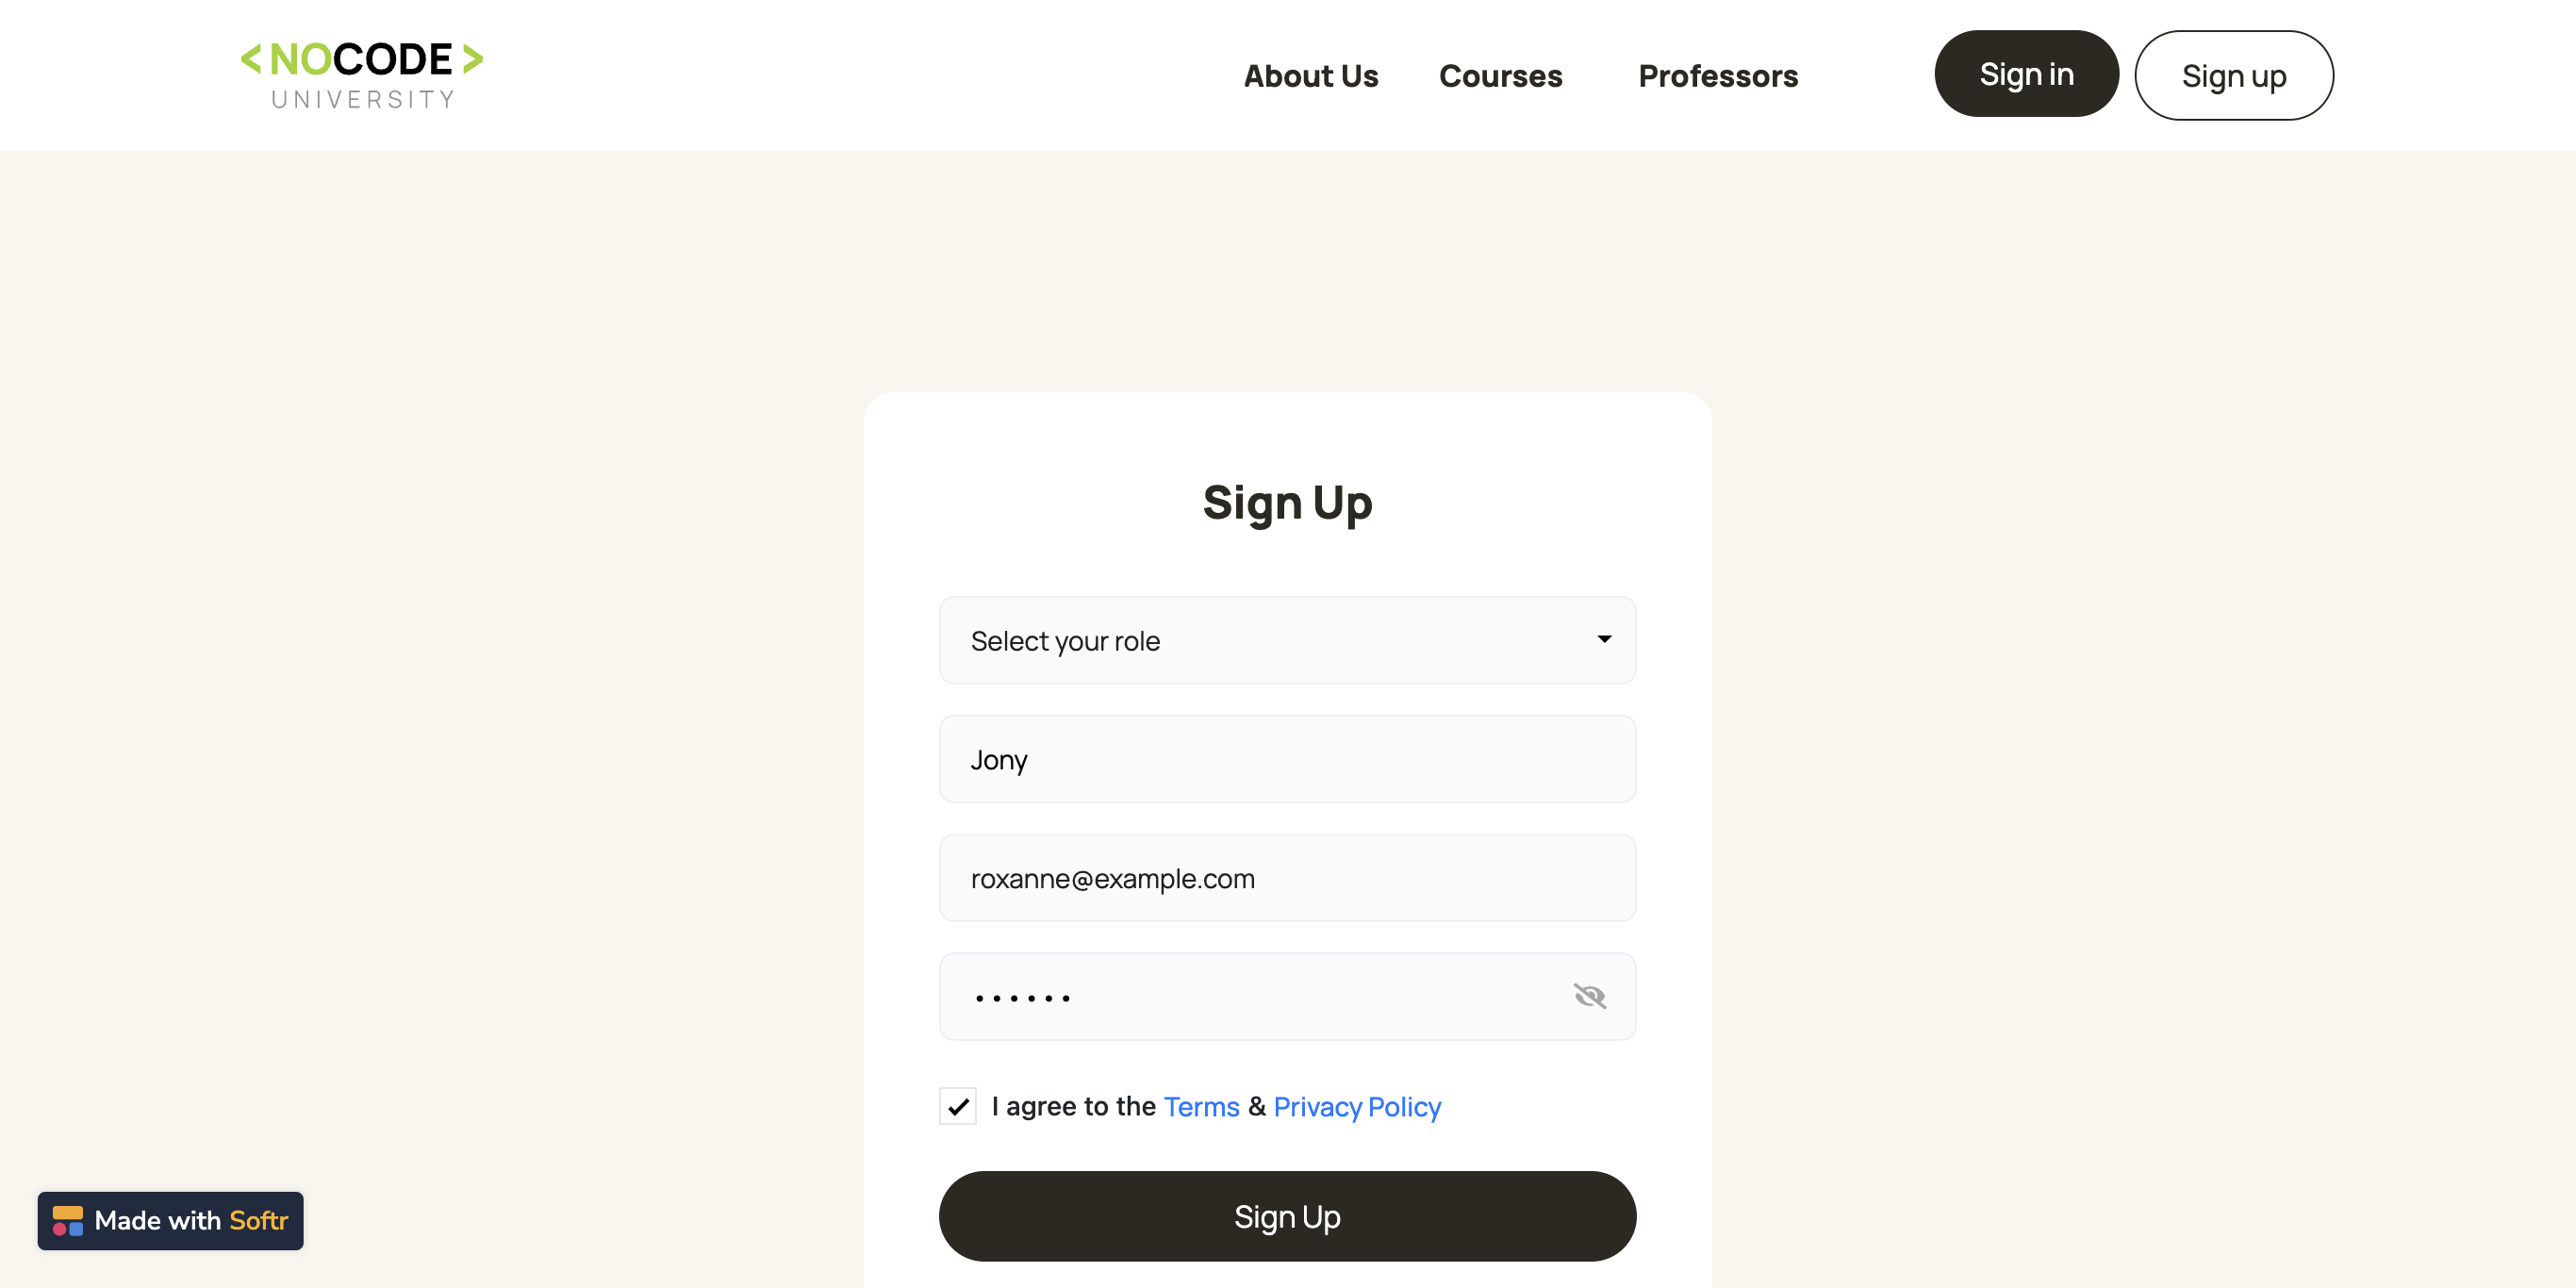 <NOCODE>
UNIVERSITY
About Us Courses Professors Sign in Sign up
Sign Up
Select your role
Jony
roxanne@example.com
••••••
I agree to the Terms & Privacy Policy
Sign Up
Made with Softr